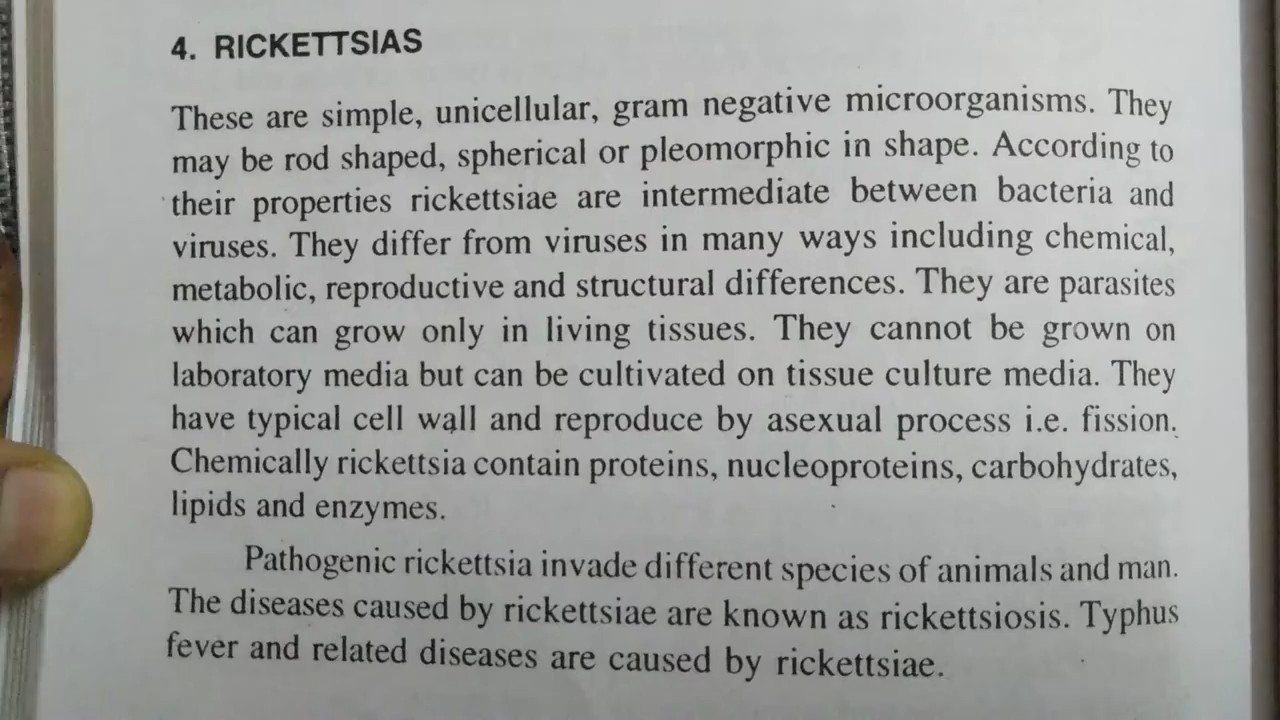 4. RICKETTSIAS
These are simple, unicellular, gram negative microorganisms. They
may be rod shaped, spherical or pleomorphic in shape. According to
their properties rickettsiae are intermediate between bacteria and
viruses. They differ from viruses in many ways including chemical,
metabolic, reproductive and structural differences. They are parasites
which can grow only in living tissues. They cannot be grown on
laboratory media but can be cultivated on tissue culture media. They
have typical cell wall and reproduce by asexual process i.e. fission.
Chemically rickettsia contain proteins, nucleoproteins, carbohydrates,
lipids and enzymes.
Pathogenic rickettsia invade different species of animals and man.
The diseases caused by rickettsiae are known as rickettsiosis. Typhus
fever and related diseases are caused by rickettsiae.